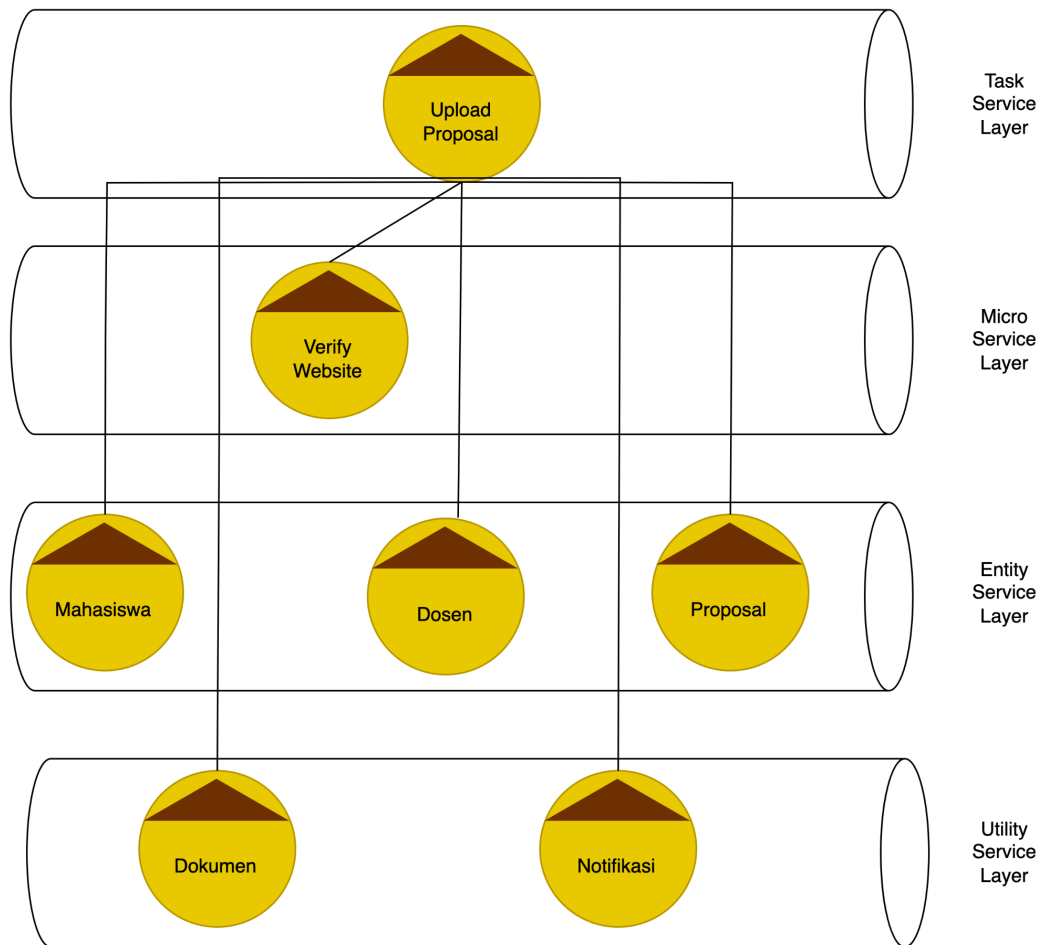 Upload
Proposal
Task
Service
Layer
Verify
Website
Micro
Service
Layer
Mahasiswa
Dosen
Proposal
Entity
Service
Layer
Dokumen
Notifikasi
Utility
Service
Layer